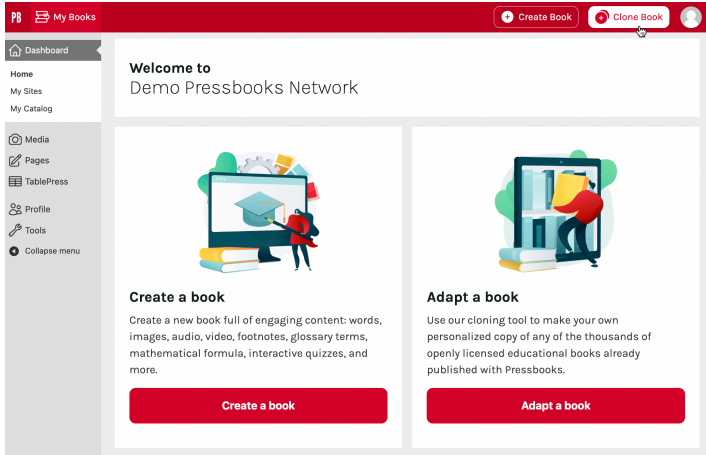 PB My Books
Create Book
Clone Book
Dashboard
Home
My Sites
My Catalog
Media
Pages
TablePress
Profile
Tools
Collapse menu
Welcome to
Demo Pressbooks Network
Create a book
Create a new book full of engaging content: words,
images, audio, video, footnotes, glossary terms,
mathematical formula, interactive quizzes, and
more.
Create a book
Adapt a book
Use our cloning tool to make your own
personalized copy of any of the thousands of
openly licensed educational books already
published with Pressbooks.
Adapt a book